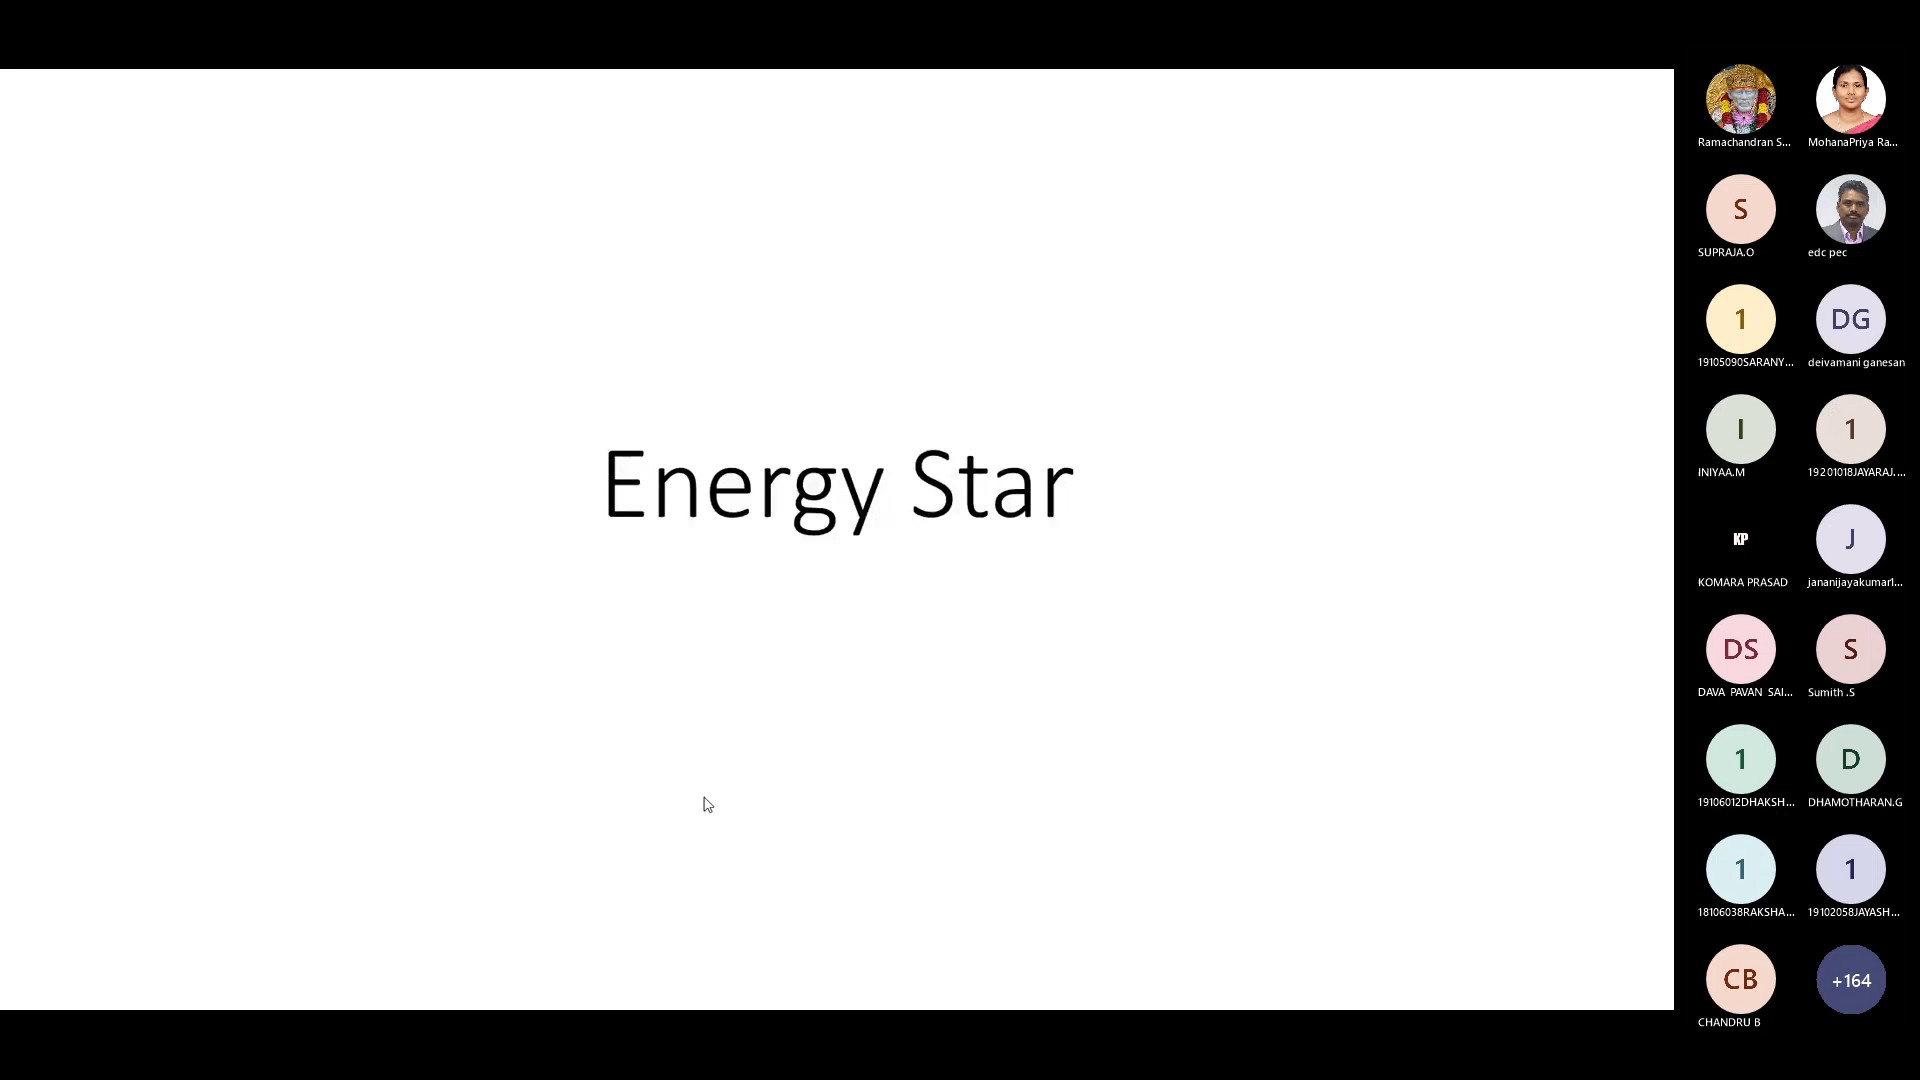 Energy Star
Ramachandran S...
MohanaPriya Ra...
S
SUPRAJA.O
edc pec
1
19105090SARANY...
DG
deivamani ganesan
I
INIYAA.M
1
19201018JAYARAJ....
KP
KOMARA PRASAD
J
jananijayakumarl...
DS
DAVA PAVAN SAI...
S
Sumith .S
1
19106012DHAKSH...
D
DHAMOTHARAN.G
1
18106038RAKSHA...
1
19102058JAYASH...
CB
CHANDRU B
+164